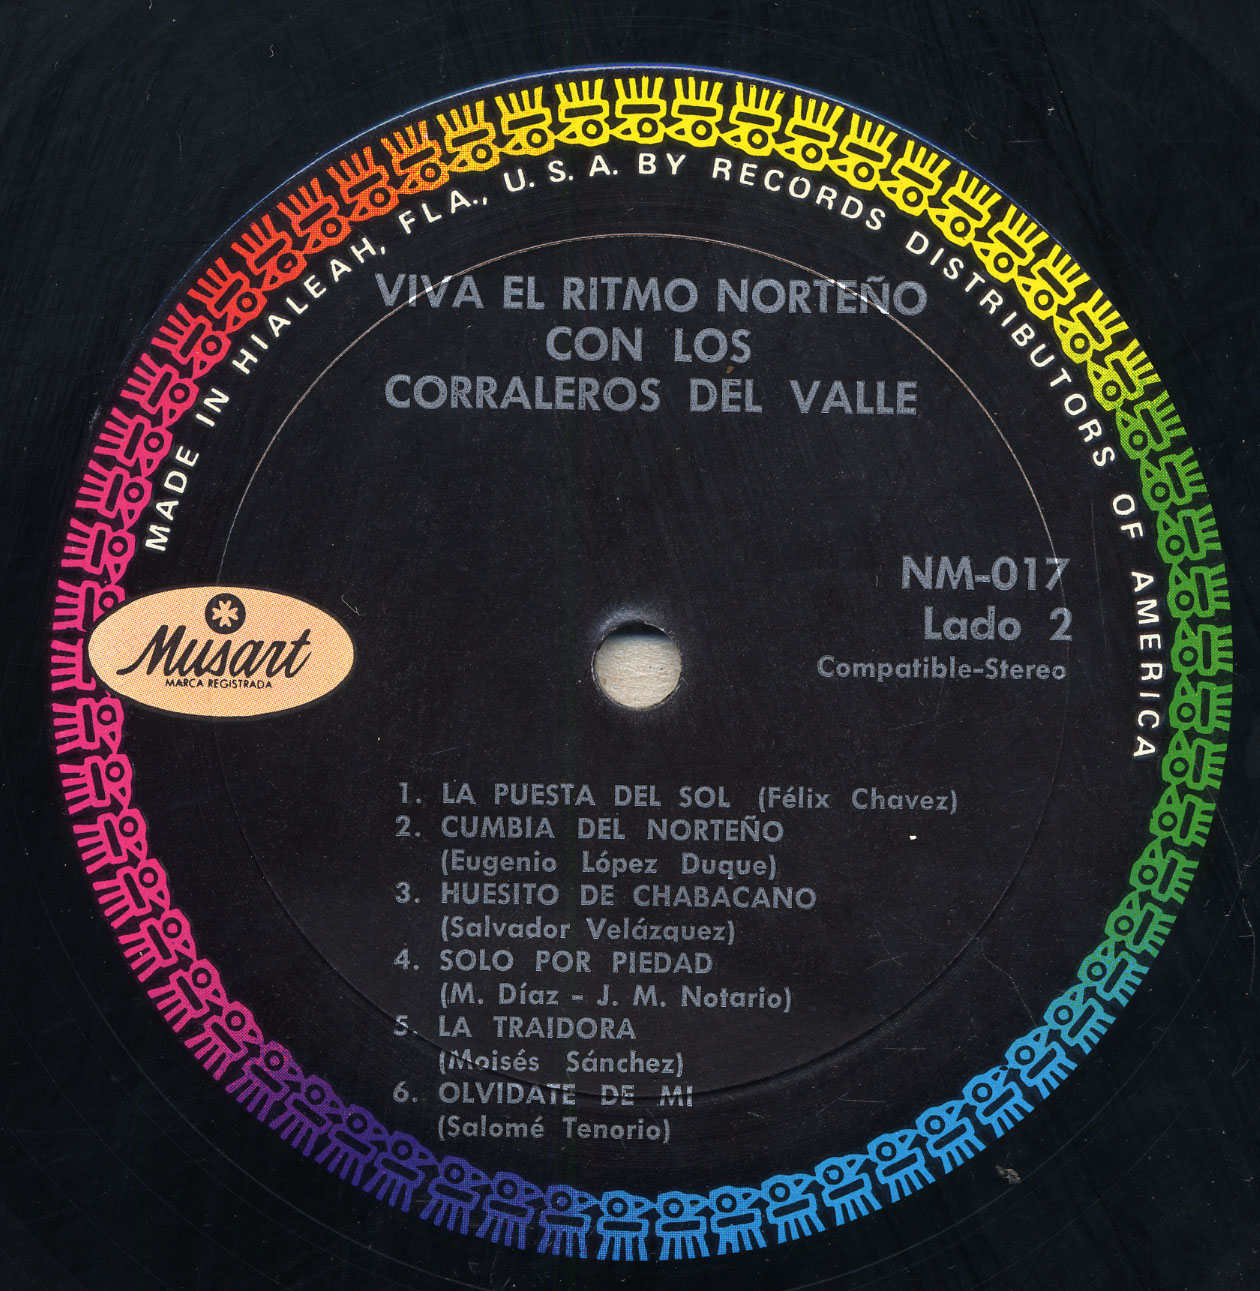 MADE IN HIALEAH, FLA., U. S. A. BY RECORDS DISTRIBUTORS OF AMERICA
VIVA EL RITMO NORTEÑO
CON LOS
CORRALEROS DEL VALLE
NM-017
Lado 2
Compatible-Stereo
Musart
MARCA REGISTRADA
1. LA PUESTA DEL SOL (Félix Chavez)
2. CUMBIA DEL NORTEÑO
(Eugenio López Duque)
3. HUESITO DE CHABACANO
(Salvador Velázquez)
4. SOLO POR PIEDAD
(M. Díaz - J. M. Notario)
5. LA TRAIDORA
(Moisés Sánchez)
6. OLVIDATE DE MI
(Salomé Tenorio)